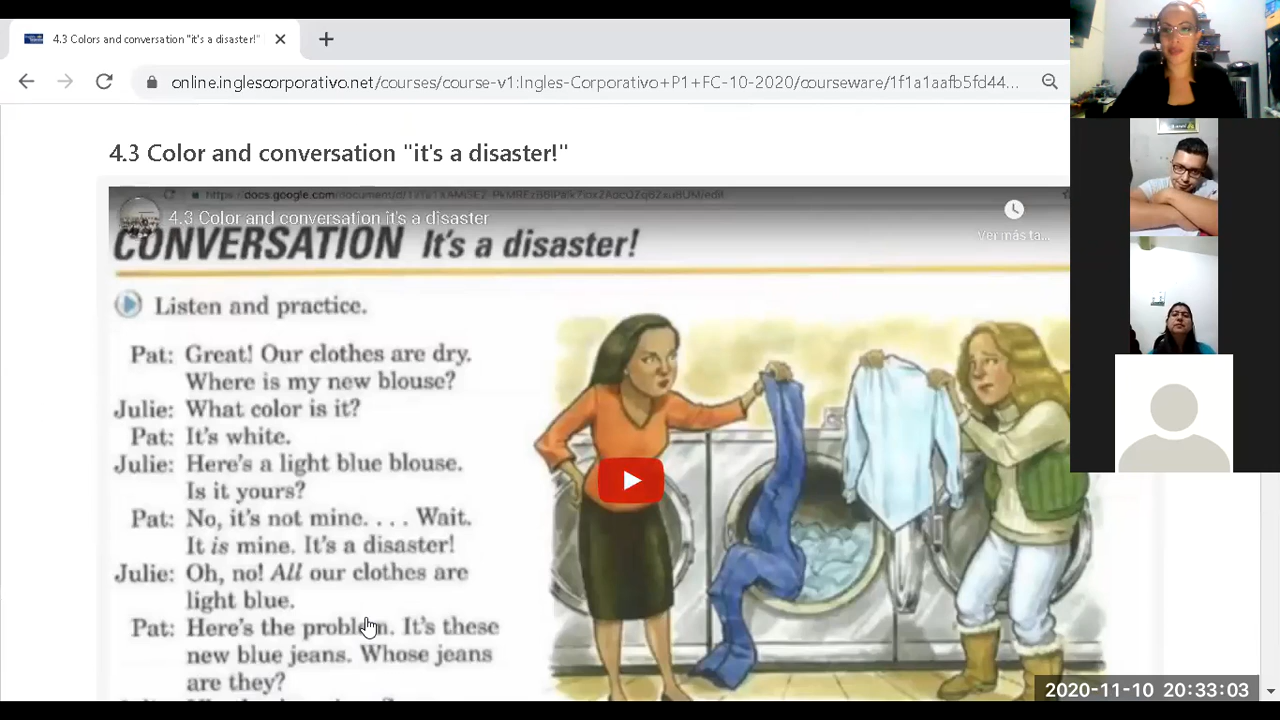 4.3 Colors and conversation "it's a disaster!"
online.inglescorporativo.net/courses/course-v1:Ingles-Corporativo+P1+FC-10-2020/courseware/1f1a1aafb5fd44...
4.3 Color and conversation "it's a disaster!"
4.3 Color and conversation it's a disaster
Ver más ta...
CONVERSATION It's a disaster!
Listen and practice.
Pat: Great! Our clothes are dry.
Where is my new blouse?
Julie: What color is it?
Pat: It's white.
Julie: Here's a light blue blouse.
Is it yours?
Pat: No, it's not mine. . . . Wait.
It is mine. It's a disaster!
Julie: Oh, no! All our clothes are
light blue.
Pat: Here's the problem. It's these
new blue jeans. Whose jeans
are they?
2020-11-10 20:33:03